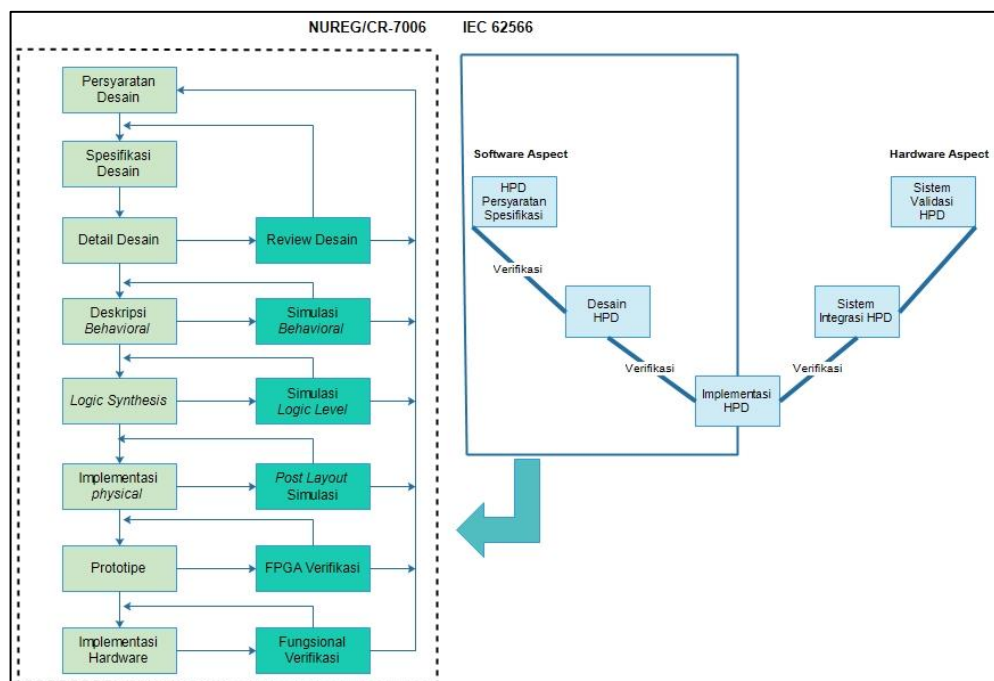 NUREG/CR-7006
IEC 62566
Persyaratan
Desain
Spesifikasi
Desain
Detail Desain
Review Desain
Deskripsi
Behavioral
Simulasi
Behavioral
Logic Synthesis
Simulasi
Logic Level
Implementasi
physical
Post Layout
Simulasi
Prototipe
FPGA Verifikasi
Implementasi
Hardware
Fungsional
Verifikasi
Software Aspect
HPD
Persyaratan
Spesifikasi
Verifikasi
Desain
HPD
Verifikasi
Implementasi
HPD
Hardware Aspect
Sistem
Validasi
HPD
Sistem
Integrasi HPD
Verifikasi